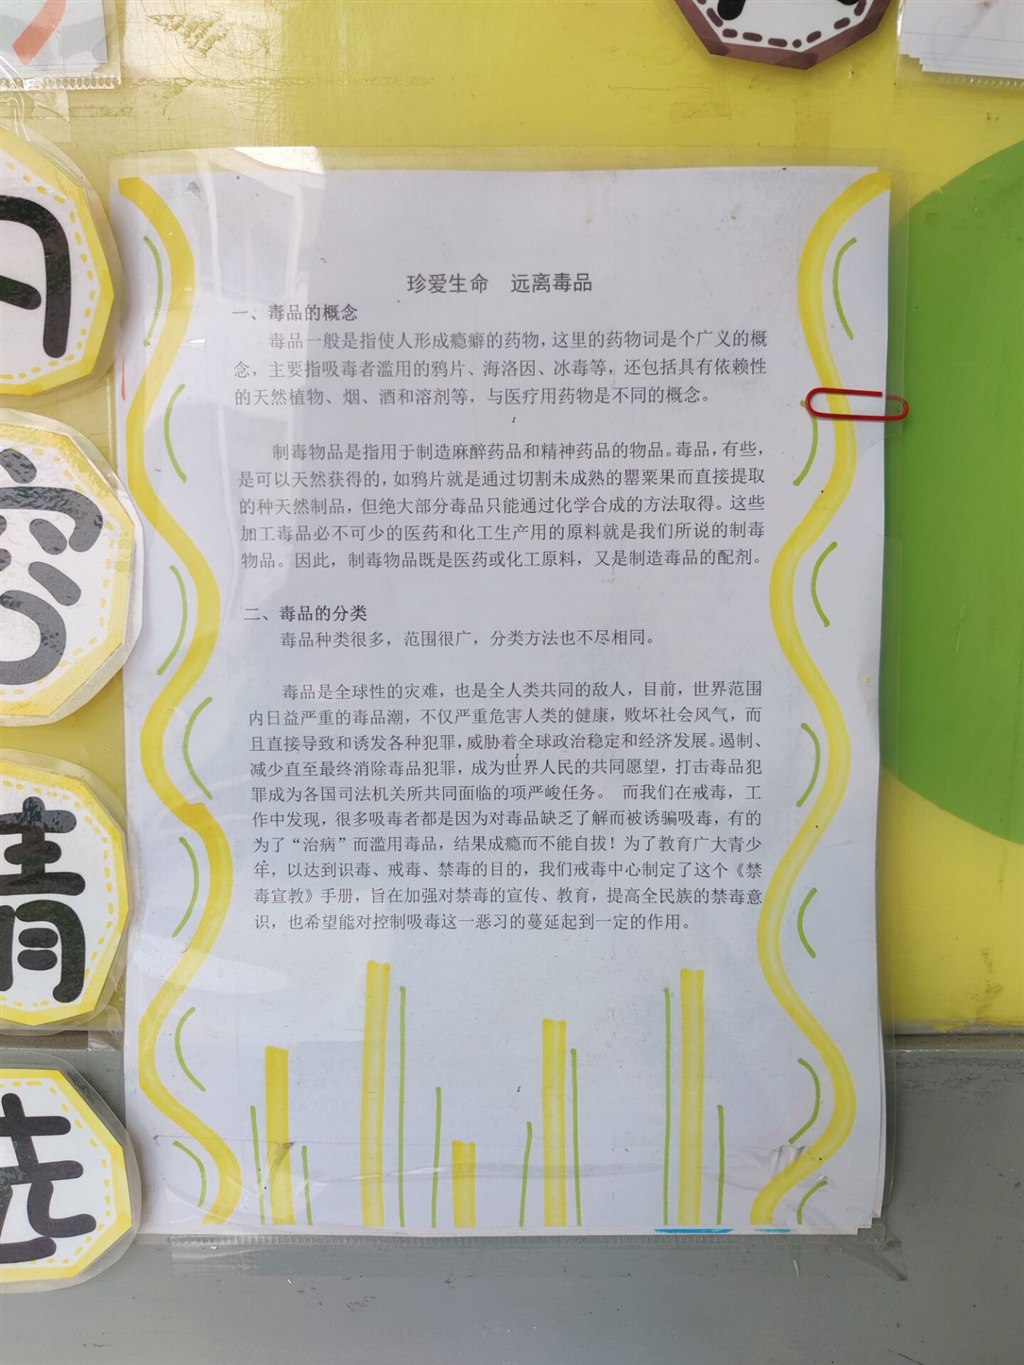 珍爱生命　远离毒品
一、毒品的概念
毒品一般是指使人形成瘾癖的药物，这里的药物词是个广义的概
念，主要指吸毒者滥用的鸦片、海洛因、冰毒等，还包括具有依赖性
的天然植物、烟、酒和溶剂等，与医疗用药物是不同的概念。
制毒物品是指用于制造麻醉药品和精神药品的物品。毒品，有些，
是可以天然获得的，如鸦片就是通过切割未成熟的罂粟果而直接提取
的种天然制品，但绝大部分毒品只能通过化学合成的方法取得。这些
加工毒品必不可少的医药和化工生产用的原料就是我们所说的制毒
物品。因此，制毒物品既是医药或化工原料，又是制造毒品的配剂。
二、毒品的分类
毒品种类很多，范围很广，分类方法也不尽相同。
毒品是全球性的灾难，也是全人类共同的敌人，目前，世界范围
内日益严重的毒品潮，不仅严重危害人类的健康，败坏社会风气，而
且直接导致和诱发各种犯罪，威胁着全球政治稳定和经济发展。遏制、
减少直至最终消除毒品犯罪，成为世界人民的共同愿望，打击毒品犯
罪成为各国司法机关所共同面临的项严峻任务。 而我们在戒毒，工
作中发现，很多吸毒者都是因为对毒品缺乏了解而被诱骗吸毒，有的
为了“治病”而滥用毒品，结果成瘾而不能自拔！为了教育广大青少
年，以达到识毒、戒毒、禁毒的目的，我们戒毒中心制定了这个《禁
毒宣教》手册，旨在加强对禁毒的宣传、教育，提高全民族的禁毒意
识，也希望能对控制吸毒这一恶习的蔓延起到一定的作用。